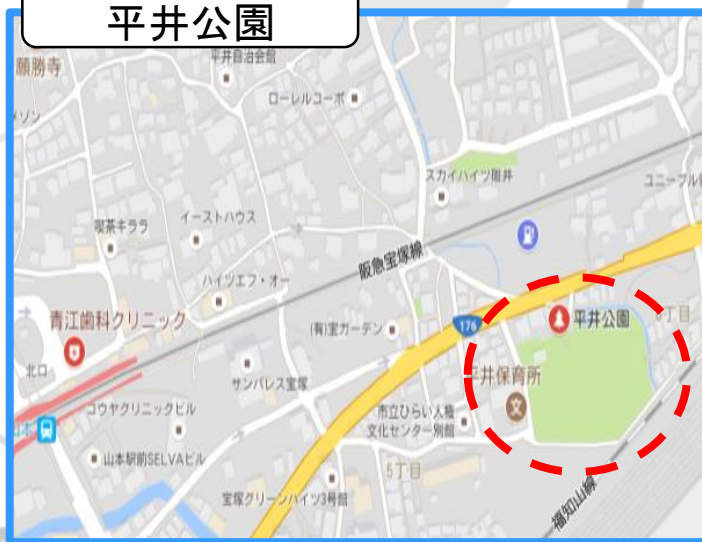 平井公園
願勝寺
平井自治会館
ローレルコーポ
メゾン
スカイハイツ雅井
ユニーブル
喫茶キララ
イーストハウス
阪急宝塚線
ハイツエフ・オー
青江歯科クリニック
(有)宝ガーデン
176
平井公園
丁目
北口
サンパレス宝塚
平井保育所
コウヤクリニックビル
市立ひらい人権
文化センター別館
山本
山本駅前SELVAビル
5丁目
宝塚グリーンハイツ3号館
福知山線